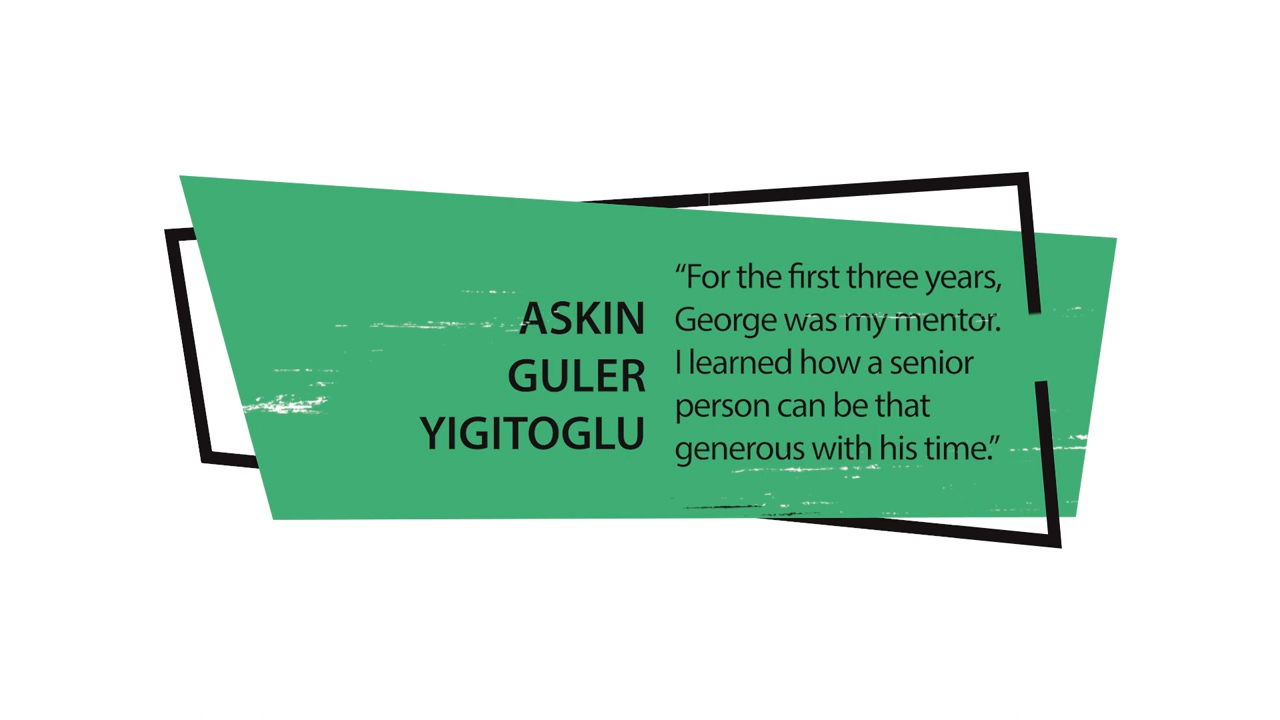 ASKIN
GULER
YIGITOGLU
“For the first three years,
George was my mentor.
I learned how a senior
person can be that
generous with his time.”